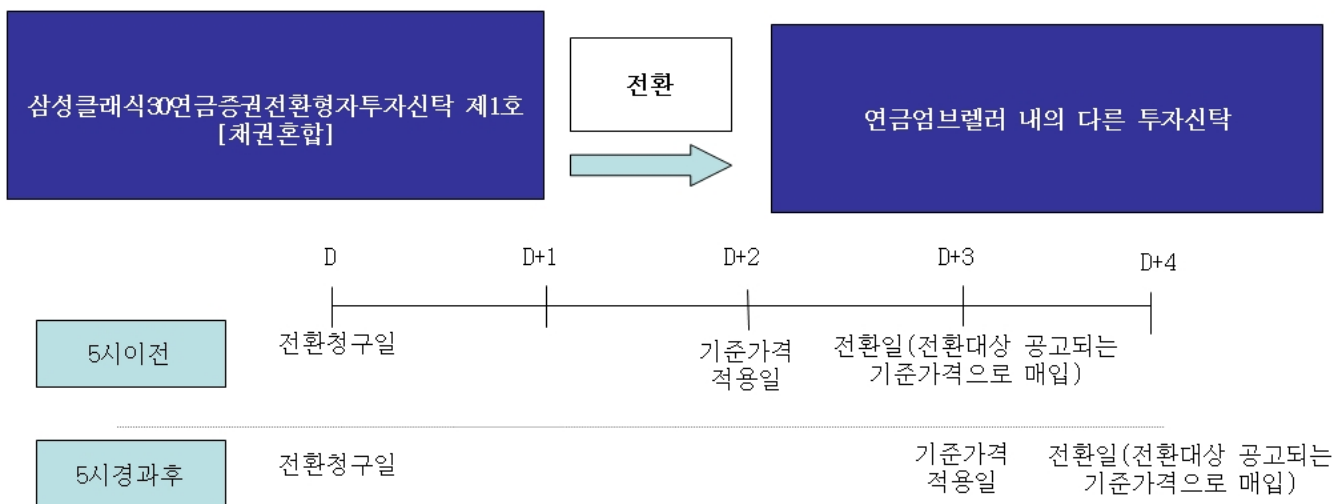 삼성클래식30연금증권전환형자투자신탁 제1호
[채권혼합]
전환
연금엄브렐러 내의 다른 투자신탁
D
D+1
D+2
D+3
D+4
5시이전
전환청구일
기준가격
적용일
전환일(전환대상 공고되는
기준가격으로 매입)
5시경과후
전환청구일
기준가격
적용일
전환일(전환대상 공고되는
기준가격으로 매입)